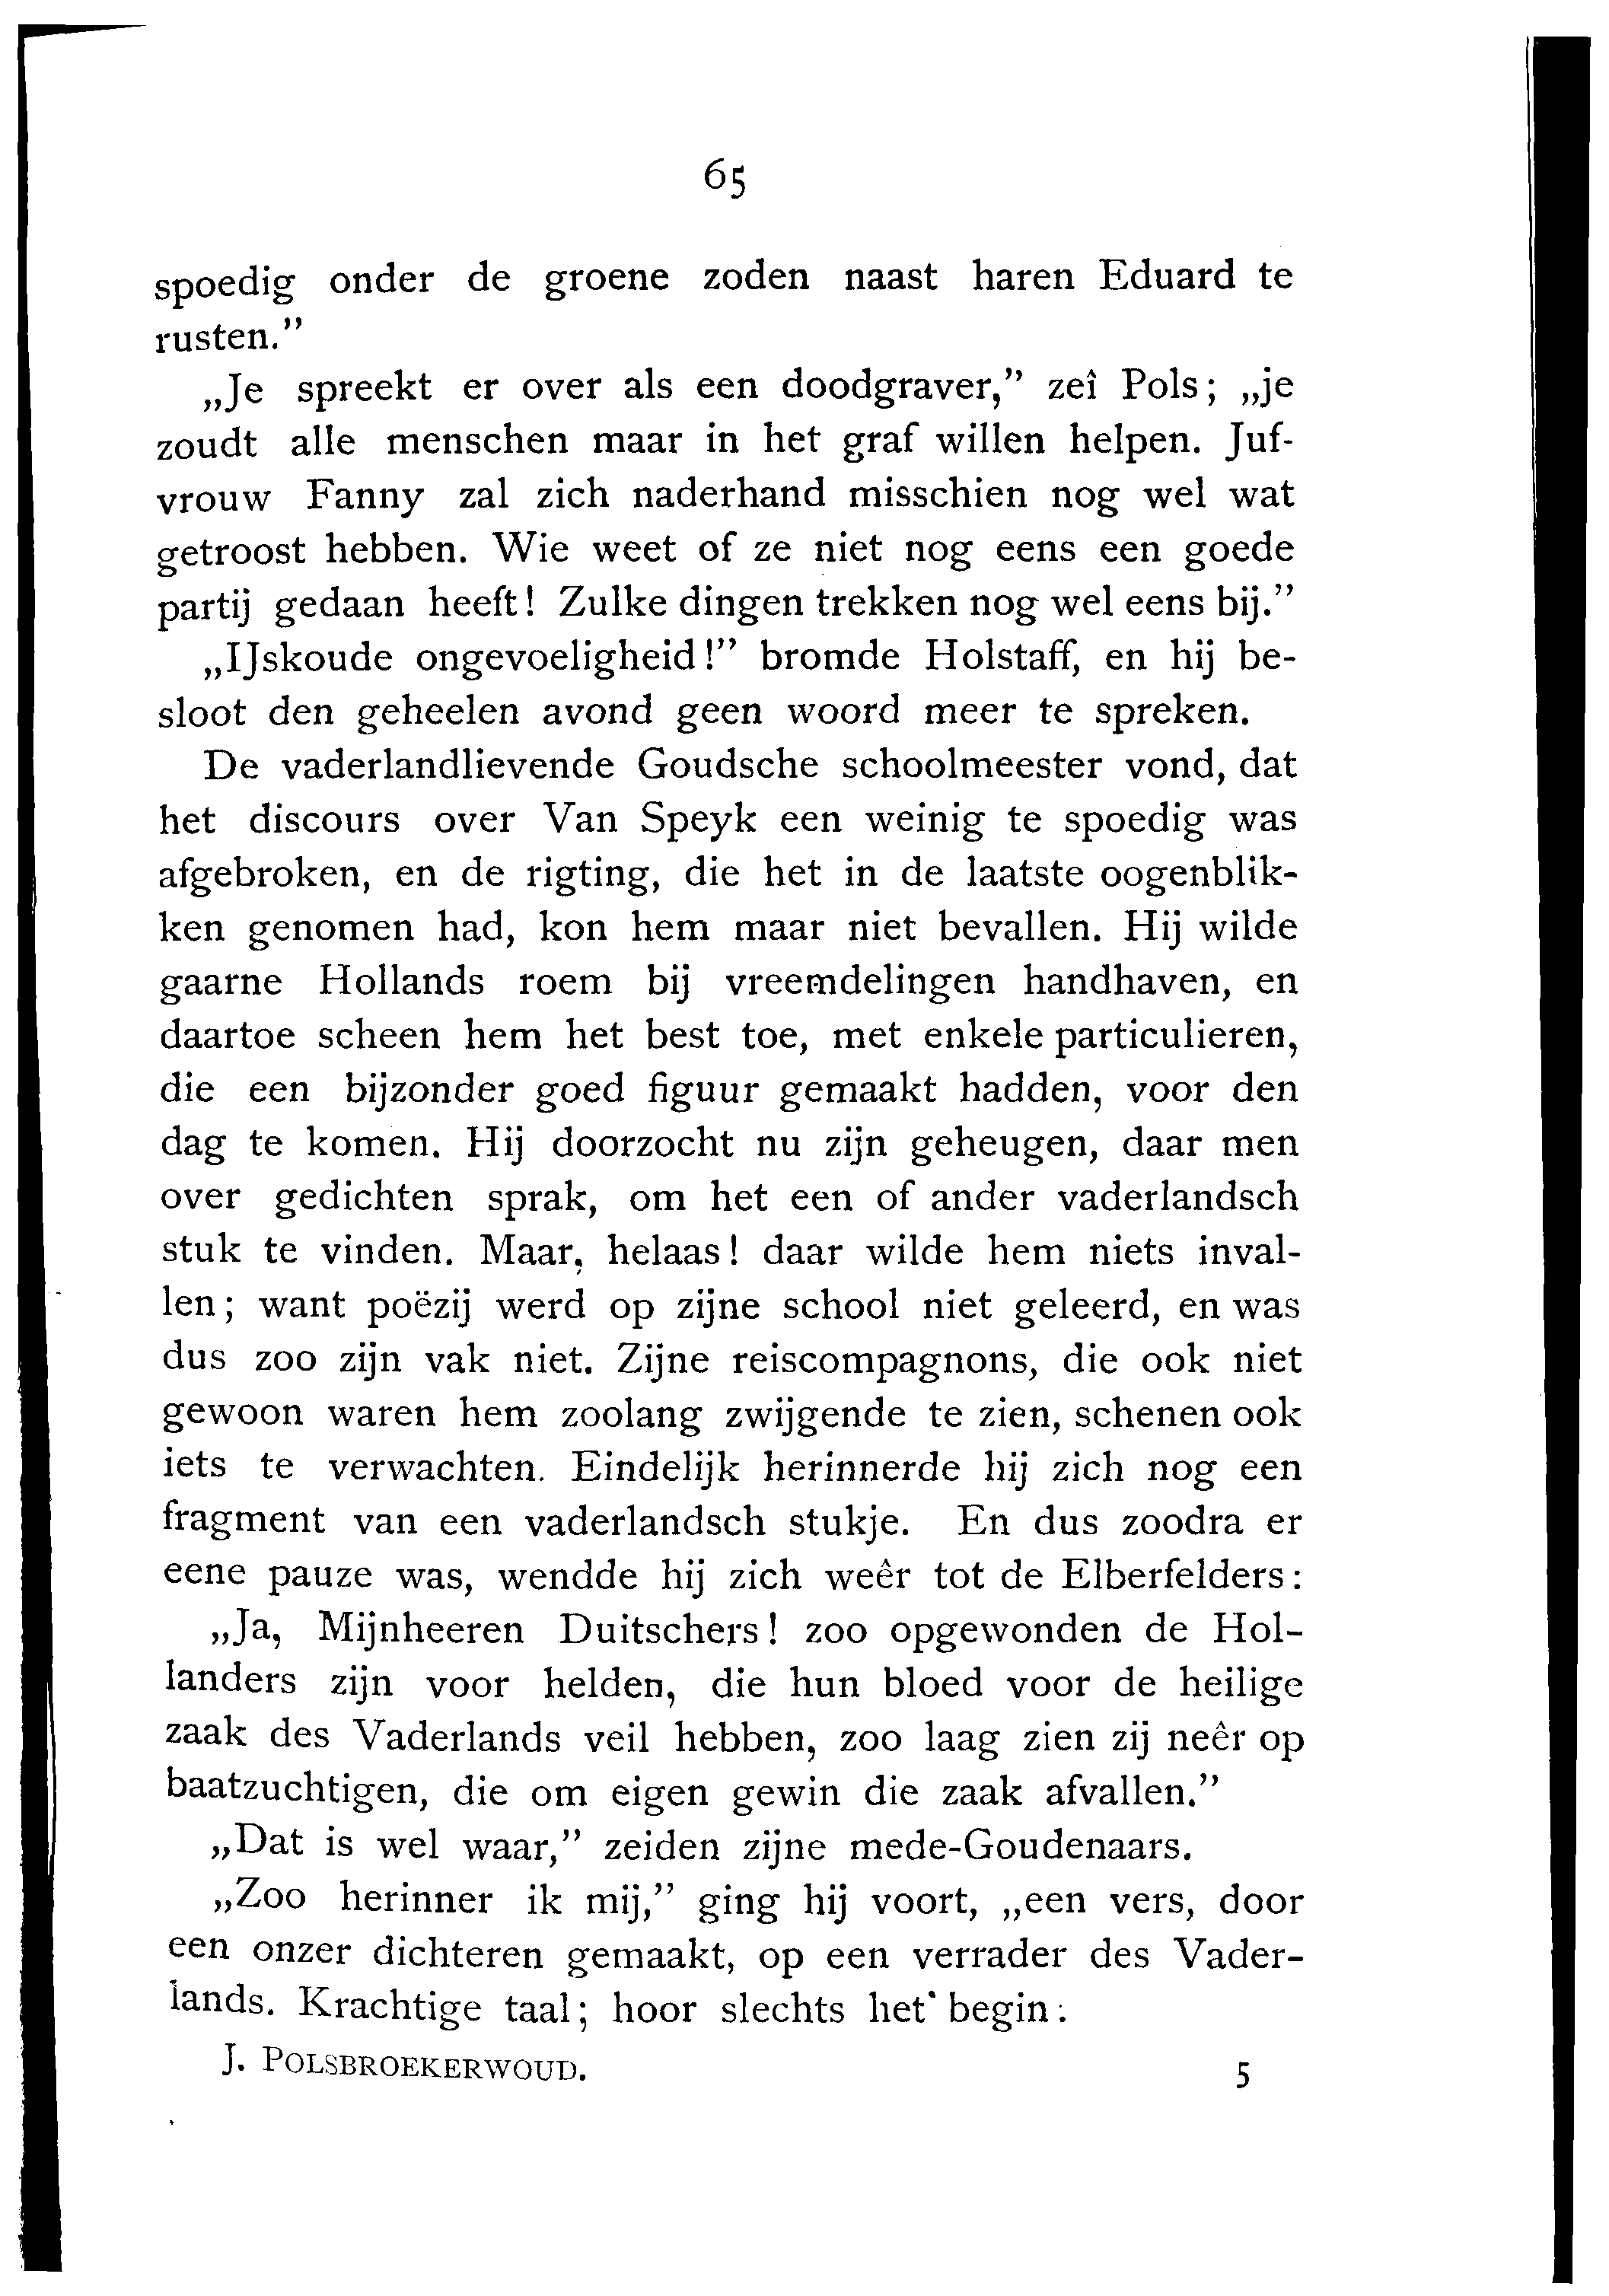 65
spoedig onder de groene zoden naast haren Eduard te
rusten.”
„Je spreekt er over als een doodgraver,” zeî Pols; „je
zoudt alle menschen maar in het graf willen helpen. Juf-
vrouw Fanny zal zich naderhand misschien nog wel wat
getroost hebben. Wie weet of ze niet nog eens een goede
partij gedaan heeft! Zulke dingen trekken nog wel eens bij.”
„IJskoude ongevoeligheid!” bromde Holstaff, en hij be-
sloot den geheelen avond geen woord meer te spreken.
De vaderlandlievende Goudsche schoolmeester vond, dat
het discours over Van Speyk een weinig te spoedig was
afgebroken, en de rigting, die het in de laatste oogenblik-
ken genomen had, kon hem maar niet bevallen. Hij wilde
gaarne Hollands roem bij vreemdelingen handhaven, en
daartoe scheen hem het best toe, met enkele particulieren,
die een bijzonder goed figuur gemaakt hadden, voor den
dag te komen. Hij doorzocht nu zijn geheugen, daar men
over gedichten sprak, om het een of ander vaderlandsch
stuk te vinden. Maar, helaas! daar wilde hem niets inval-
len; want poëzij werd op zijne school niet geleerd, en was
dus zoo zijn vak niet. Zijne reiscompagnons, die ook niet
gewoon waren hem zoolang zwijgende te zien, schenen ook
iets te verwachten. Eindelijk herinnerde hij zich nog een
fragment van een vaderlandsch stukje. En dus zoodra er
eene pauze was, wendde hij zich weêr tot de Elberfelders:
„Ja, Mijnheeren Duitschers! zoo opgewonden de Hol-
landers zijn voor helden, die hun bloed voor de heilige
zaak des Vaderlands veil hebben, zoo laag zien zij neêr op
baatzuchtigen, die om eigen gewin die zaak afvallen.”
„Dat is wel waar,” zeiden zijne mede-Goudenaars.
„Zoo herinner ik mij,” ging hij voort, „een vers, door
een onzer dichteren gemaakt, op een verrader des Vader-
lands. Krachtige taal; hoor slechts het begin:
J. POLSBROEKERWOUD. 5